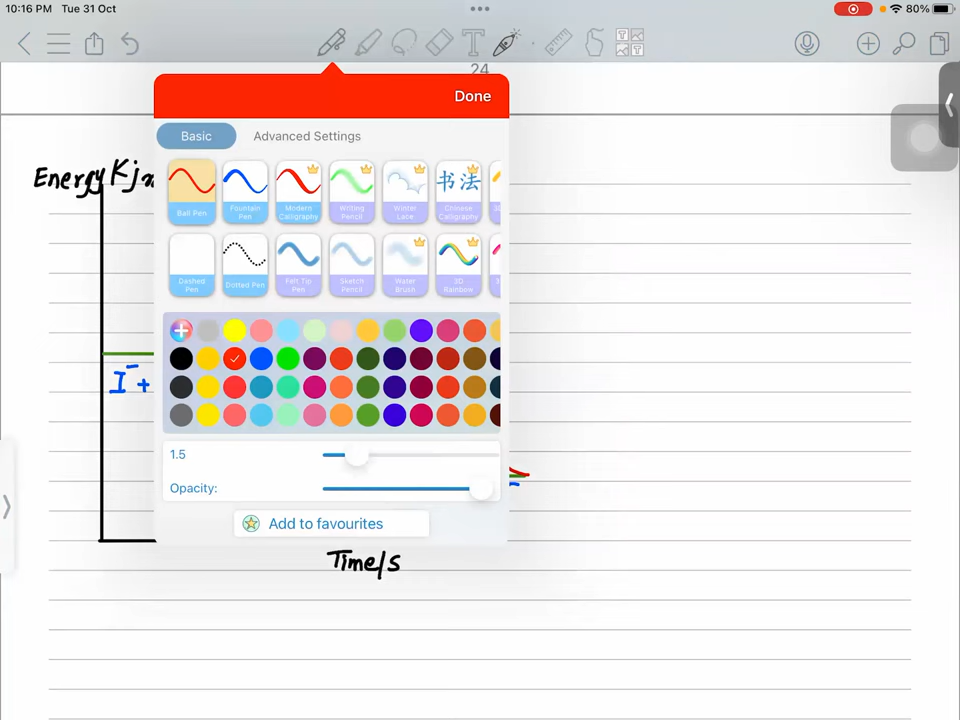 10:16 PM Tue 31 Oct
80%
24
Done
Basic Advanced Settings
Energy Kj
Ball Pen
Fountain Pen
Modern Calligraphy
Writing Pencil
Winter Lace
书法
Chinese Calligraphy
Dashed Pen
Dotted Pen
Felt Tip Pen
Sketch Pencil
Water Brush
3D Rainbow
I⁻ +
1.5
Opacity:
Add to favourites
Time/s